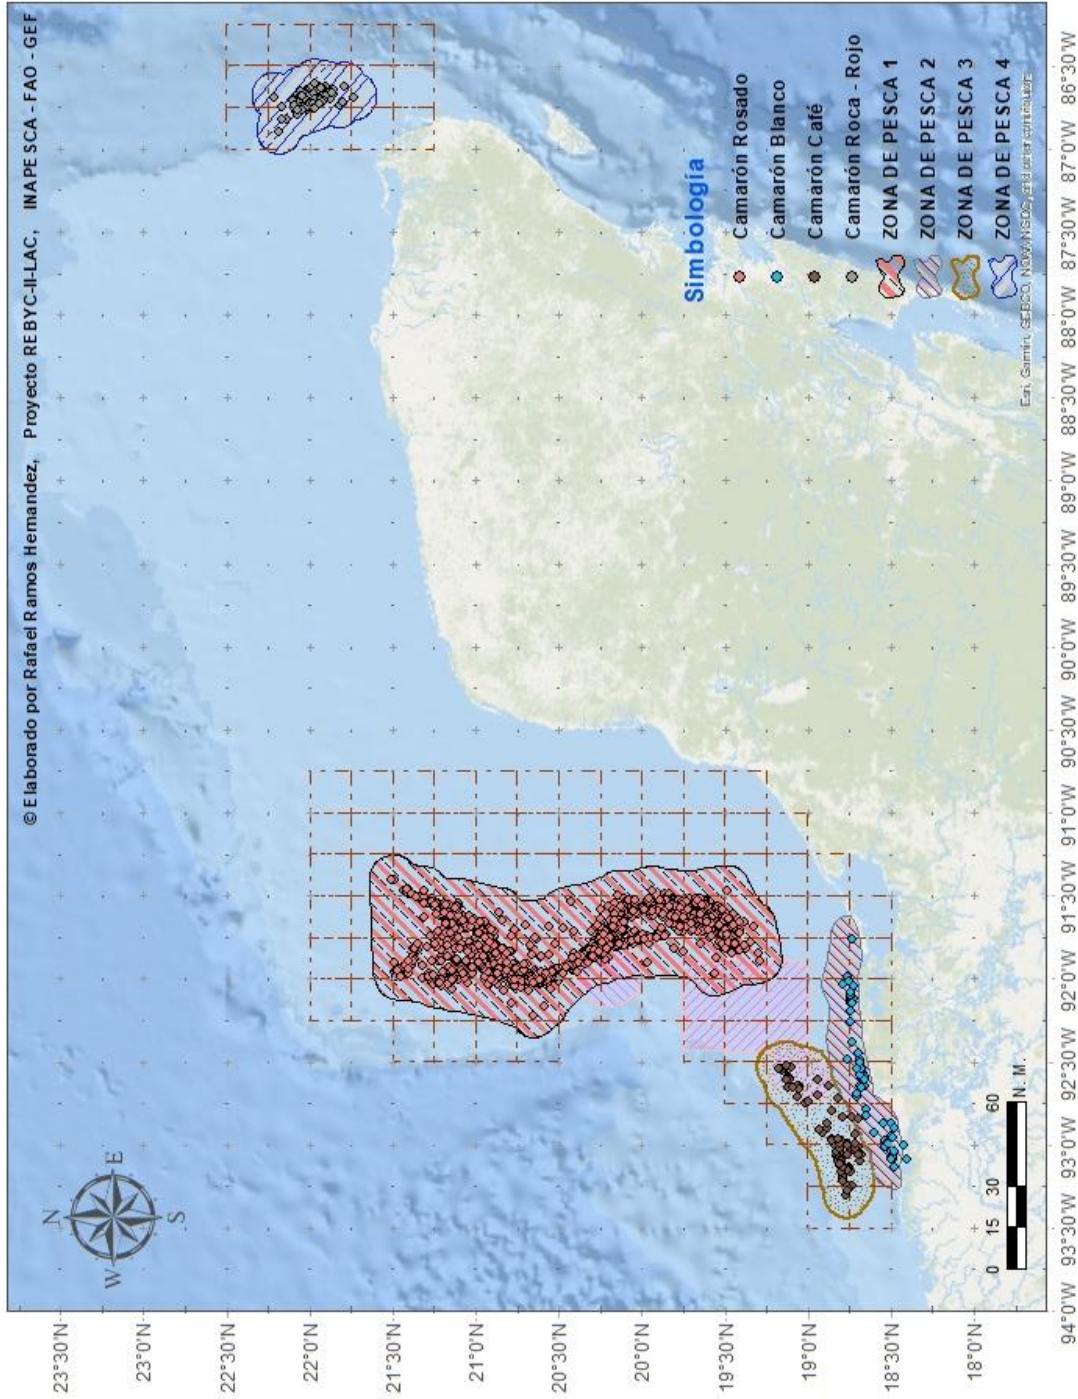 © Elaborado por Rafael Ramos Hernandez, Proyecto REBYC-II-LAC, INAPESCA - FAO - GEF
N
W
E
S
23°30'N
23°0'N
22°30'N
22°0'N
21°30'N
21°0'N
20°30'N
20°0'N
19°30'N
19°0'N
18°30'N
18°0'N
Simbología
Camarón Rosado
Camarón Blanco
Camarón Café
Camarón Roca - Rojo
ZONA DE PESCA 1
ZONA DE PESCA 2
ZONA DE PESCA 3
ZONA DE PESCA 4
0 15 30 60
N. M.
Esri, Garmin, GEBCO, NOAA NGDC, and other contributors
94°0'W 93°30'W 93°0'W 92°30'W 92°0'W 91°30'W 91°0'W 90°30'W 90°0'W 89°30'W 89°0'W 88°30'W 88°0'W 87°30'W 87°0'W 86°30'W